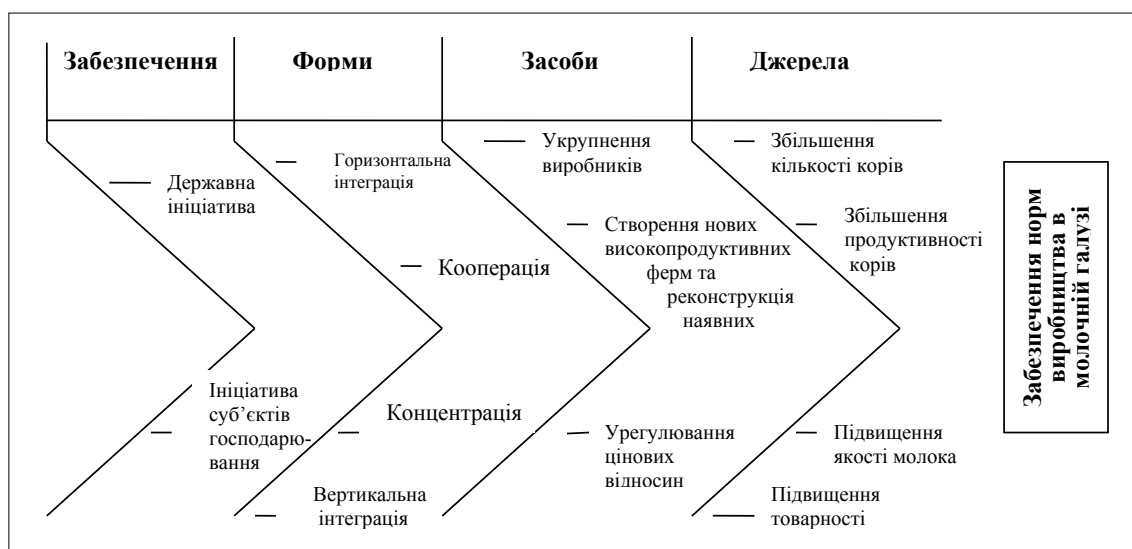 Забезпечення
Форми
Засоби
Джерела
Державна
ініціатива
Ініціатива
суб’єктів
господарю-
вання
Горизонтальна
інтеграція
Кооперація
Концентрація
Вертикальна
інтеграція
Укрупнення
виробників
Створення нових
високопродуктивних
ферм та
реконструкція
наявних
Урегулювання
цінових
відносин
Збільшення
кількості корів
Збільшення
продуктивності
корів
Підвищення
якості молока
Підвищення
товарності
Забезпечення норм
виробництва в
молочній галузі